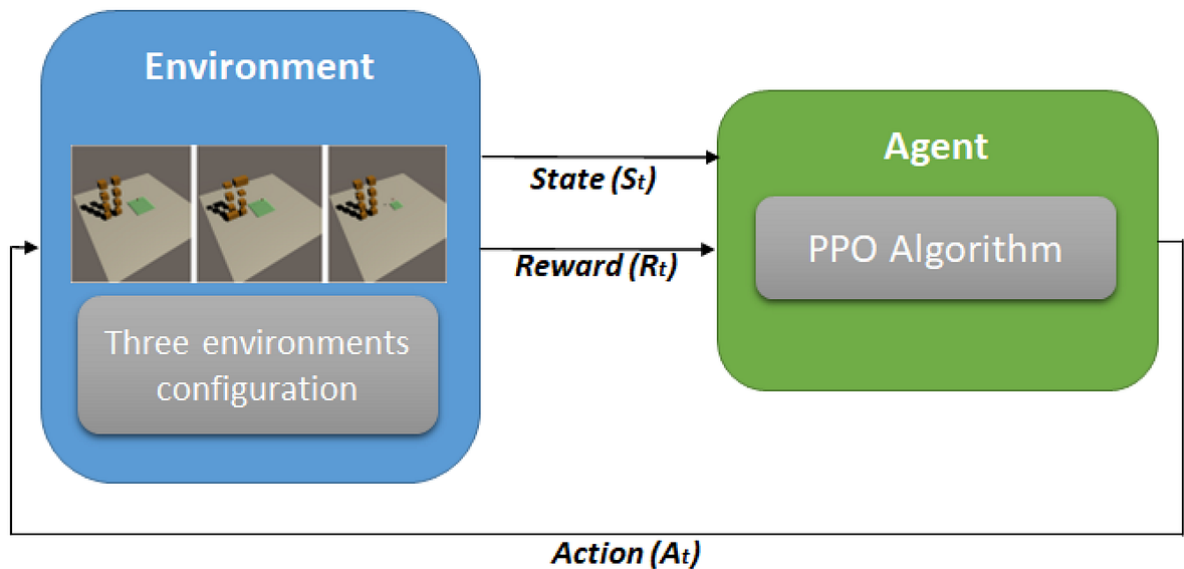 Environment
Three environments
configuration
State (St)
Reward (Rt)
Agent
PPO Algorithm
Action (At)